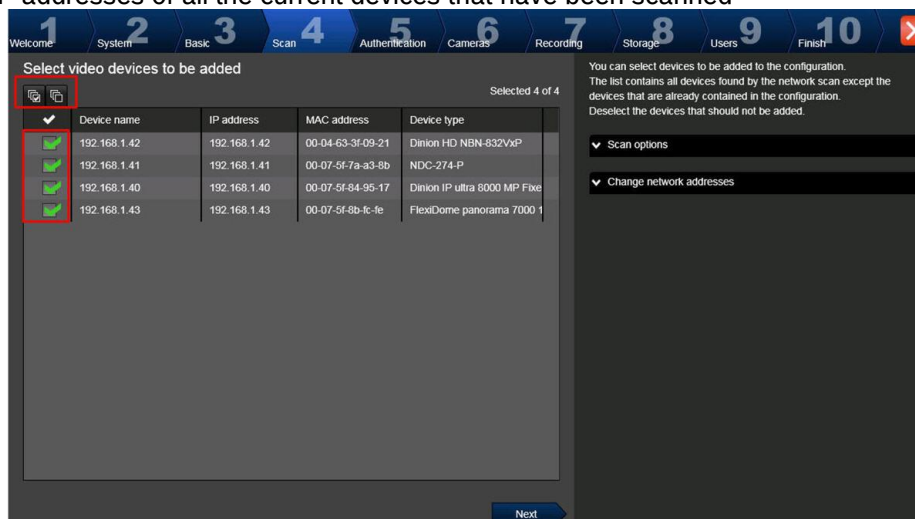 addresses of all the current devices that have been scanned
1 2 3 4 5 6 7 8 9 10
Welcome System Basic Scan Authentication Cameras Recording Storage Users Finish
Select video devices to be added
Selected 4 of 4
Device name IP address MAC address Device type
192.168.1.42 192.168.1.42 00-04-63-3f-09-21 Dinion HD NBN-832VxP
192.168.1.41 192.168.1.41 00-07-5f-7a-a3-8b NDC-274-P
192.168.1.40 192.168.1.40 00-07-5f-84-95-17 Dinion IP ultra 8000 MP Fixe
192.168.1.43 192.168.1.43 00-07-5f-8b-fc-fe FlexiDome panorama 7000 1
Next
You can select devices to be added to the configuration.
The list contains all devices found by the network scan except the
devices that are already contained in the configuration.
Deselect the devices that should not be added.
Scan options
Change network addresses